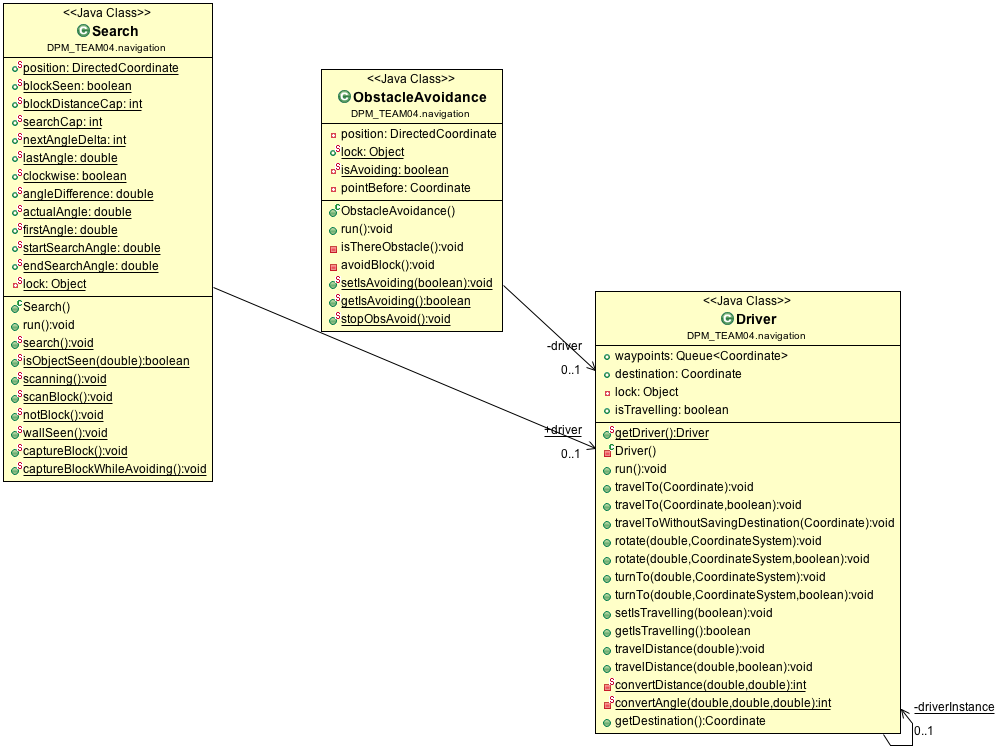 <<Java Class>>
Search
DPM_TEAM04.navigation
position: DirectedCoordinate
blockSeen: boolean
blockDistanceCap: int
searchCap: int
nextAngleDelta: int
lastAngle: double
clockwise: boolean
angleDifference: double
actualAngle: double
firstAngle: double
startSearchAngle: double
endSearchAngle: double
lock: Object
Search()
run():void
search():void
isObjectSeen(double):boolean
scanning():void
scanBlock():void
notBlock():void
wallSeen():void
captureBlock():void
captureBlockWhileAvoiding():void
<<Java Class>>
ObstacleAvoidance
DPM_TEAM04.navigation
position: DirectedCoordinate
lock: Object
isAvoiding: boolean
pointBefore: Coordinate
ObstacleAvoidance()
run():void
isThereObstacle():void
avoidBlock():void
setIsAvoiding(boolean):void
getIsAvoiding():boolean
stopObsAvoid():void
-driver
0..1
+driver
0..1
<<Java Class>>
Driver
DPM_TEAM04.navigation
waypoints: Queue<Coordinate>
destination: Coordinate
lock: Object
isTravelling: boolean
getDriver():Driver
Driver()
run():void
travelTo(Coordinate):void
travelTo(Coordinate,boolean):void
travelToWithoutSavingDestination(Coordinate):void
rotate(double,CoordinateSystem):void
rotate(double,CoordinateSystem,boolean):void
turnTo(double,CoordinateSystem):void
turnTo(double,CoordinateSystem,boolean):void
setIsTravelling(boolean):void
getIsTravelling():boolean
travelDistance(double):void
travelDistance(double,boolean):void
convertDistance(double,double):int
convertAngle(double,double,double):int
getDestination():Coordinate
-driverInstance
0..1